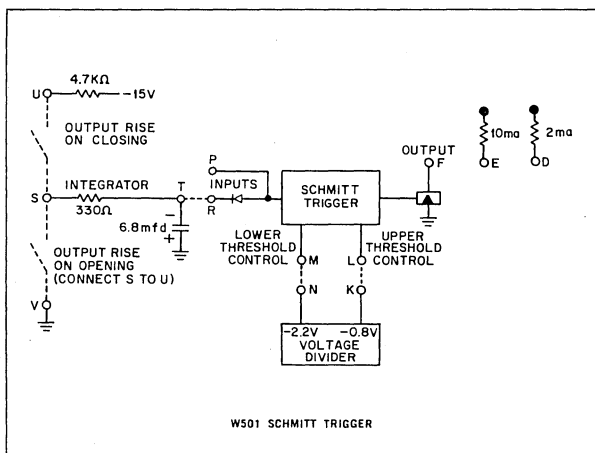 4.7KΩ
U
-15V
OUTPUT RISE
ON CLOSING
10ma
2ma
P
OUTPUT
F
E
D
S
INTEGRATOR
T
INPUTS
R
330Ω
SCHMITT
TRIGGER
-
6.8mfd
+
LOWER
THRESHOLD
CONTROL
UPPER
THRESHOLD
CONTROL
OUTPUT RISE
ON OPENING
(CONNECT S TO U)
M
L
N
K
V
-2.2V
-0.8V
VOLTAGE
DIVIDER
W501 SCHMITT TRIGGER